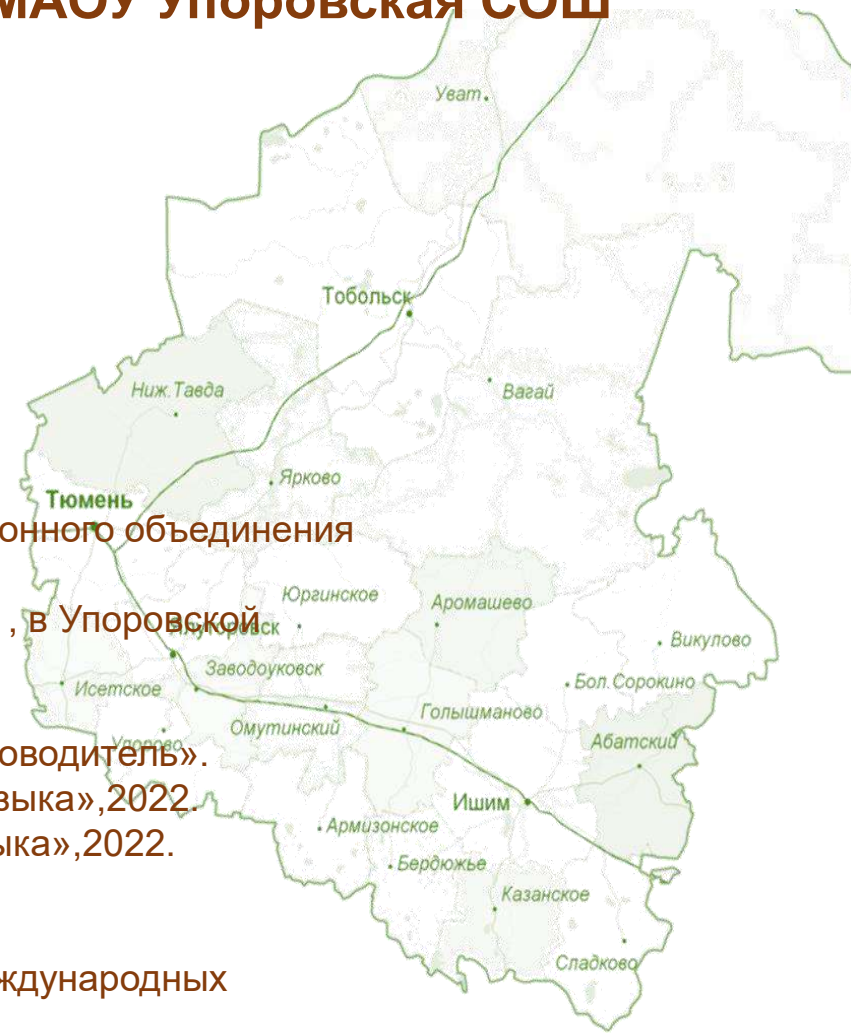 МАОУ Упоровская СОШ
Уват
Тобольск
Ниж.Тавда
Вагай
Ярково
Тюмень
онного объединения
Юргинское
Аромашево
, в Упоровской
Ялуторовск
Викулово
Заводоуковск
Исетское
Бол.Сорокино
Голышманово
Омутинский
Упорово
Абатский
оводитель».
зыка»,2022.
Ишим
Армизонское
ыка»,2022.
Бердюжье
Казанское
Сладково
ждународных